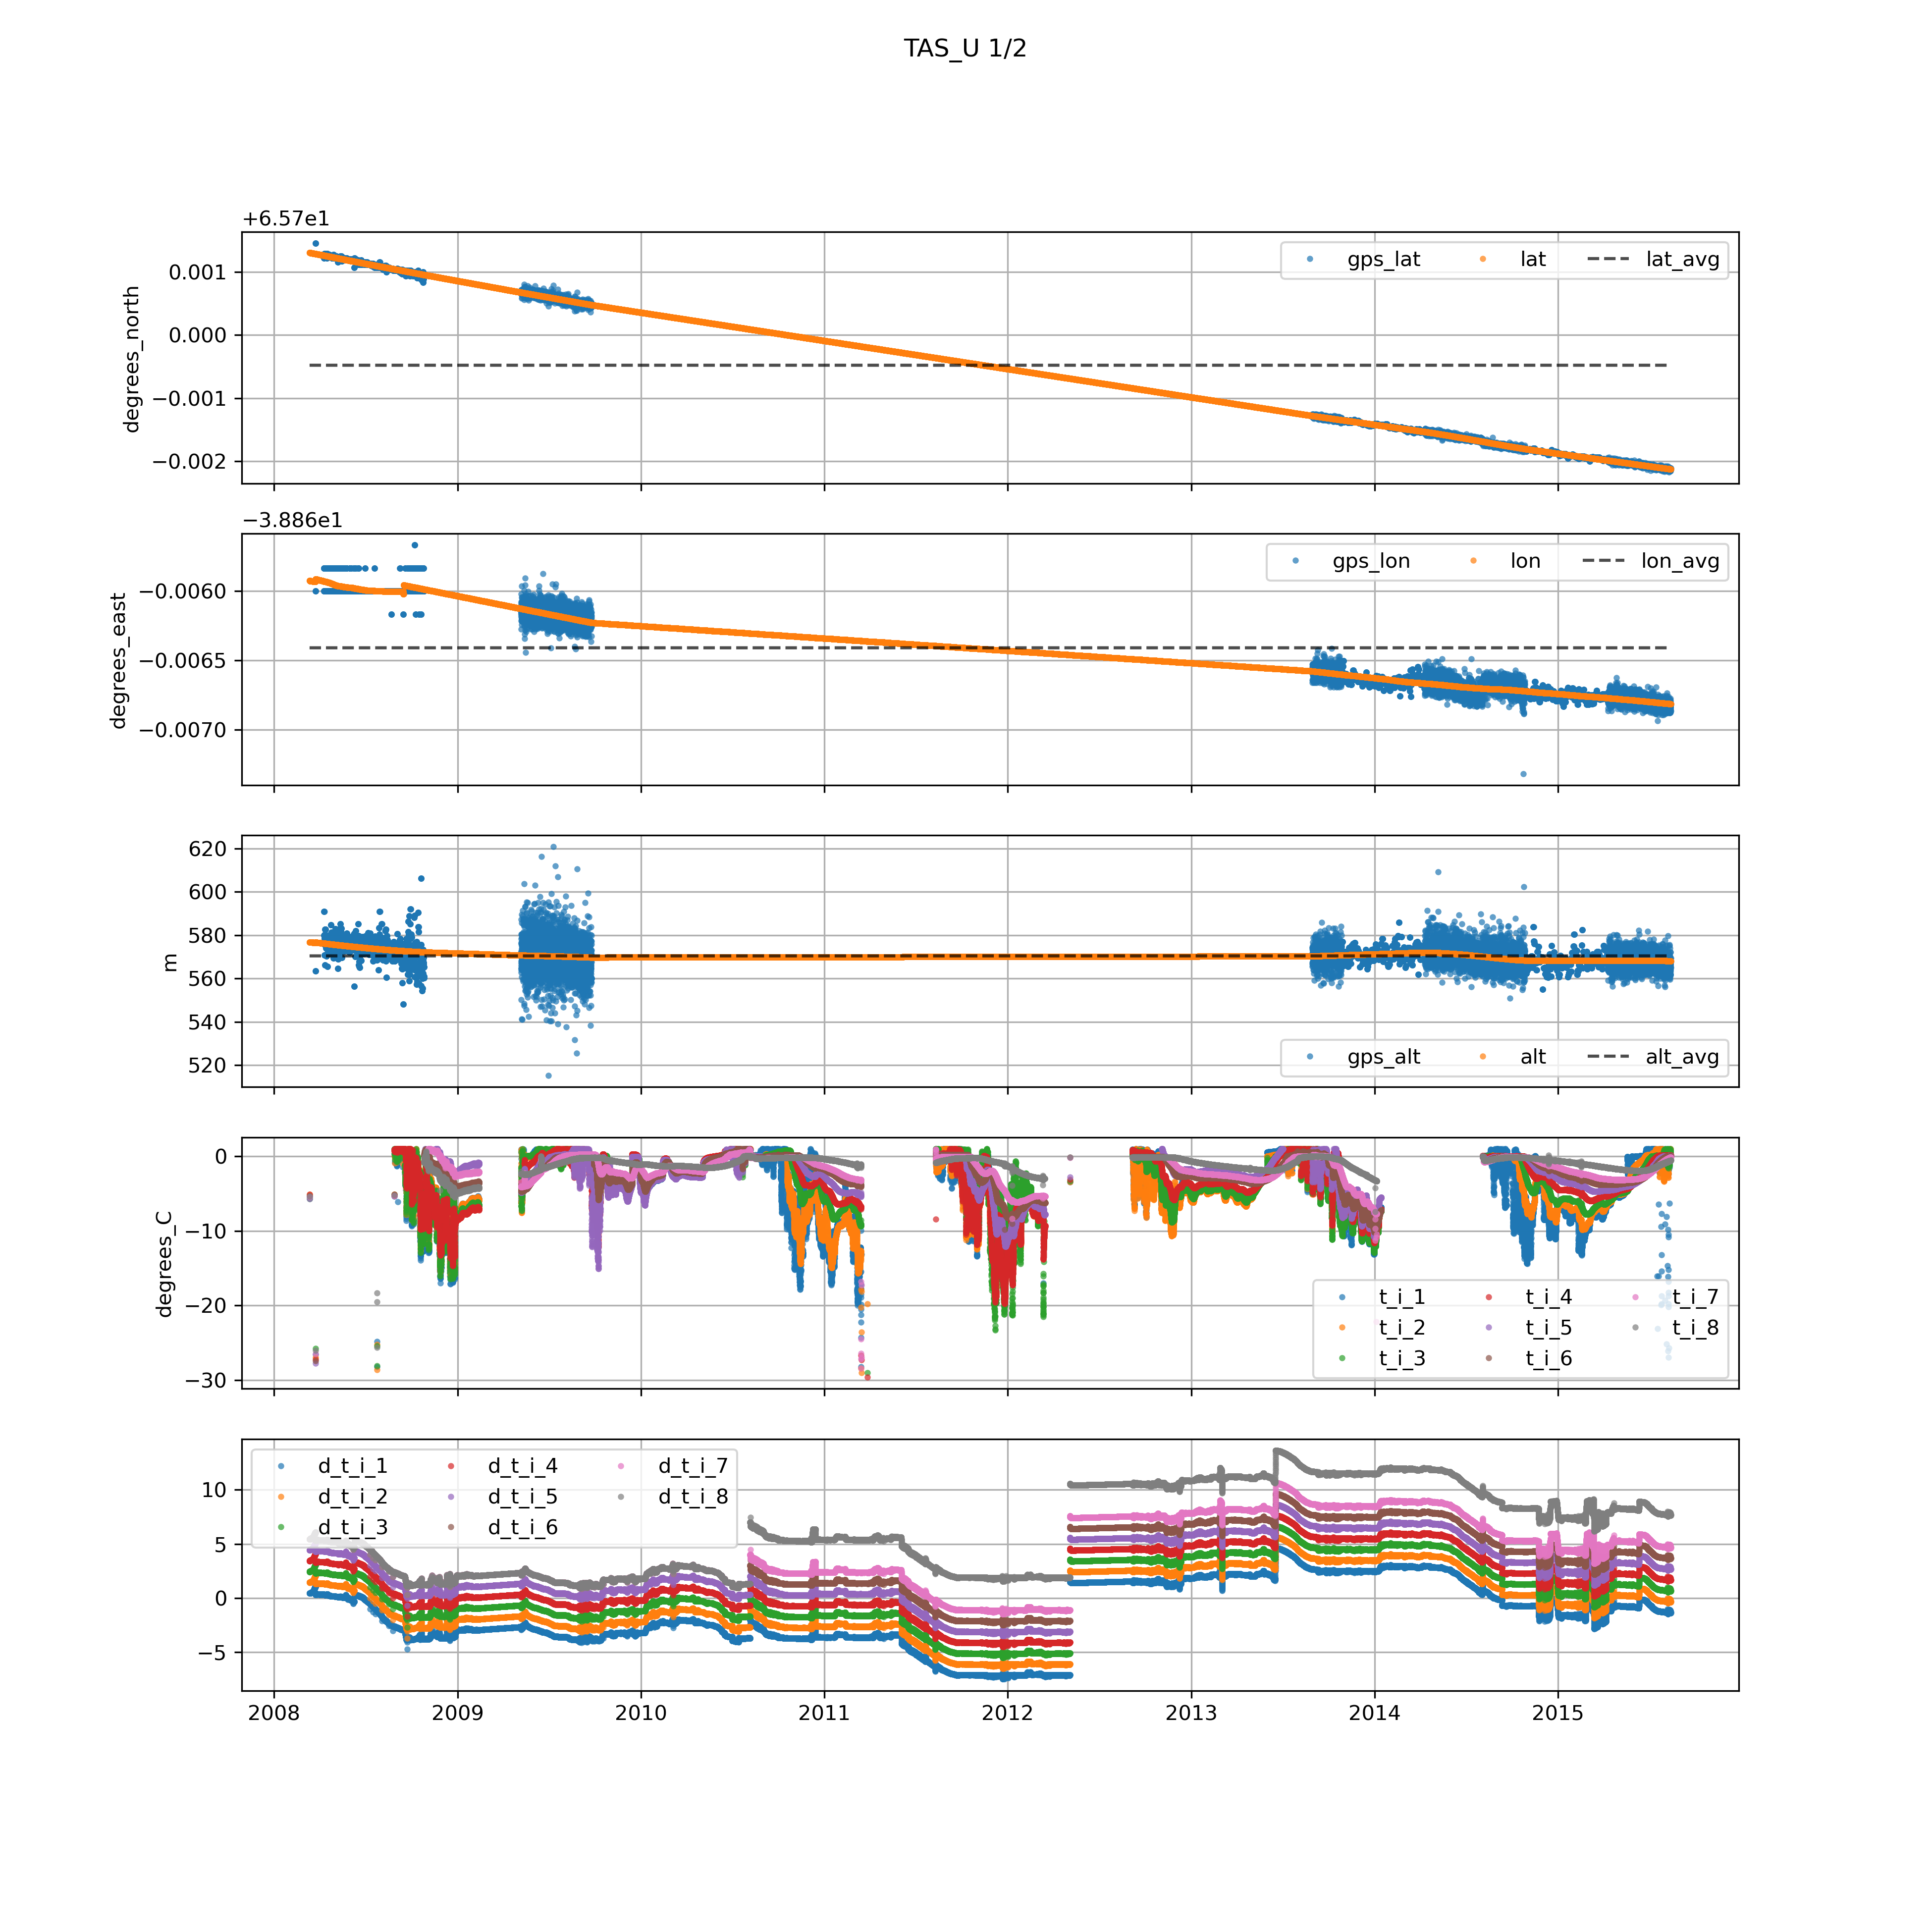 TAS_U 1/2
+6.57e1
gps_lat lat lat_avg
0.001
0.000
−0.001
−0.002
degrees_north
−3.886e1
gps_lon lon lon_avg
−0.0060
−0.0065
−0.0070
degrees_east
620
600
580
560
540
520
m
gps_alt alt alt_avg
0
−10
−20
−30
degrees_C
t_i_1 t_i_4 t_i_7
t_i_2 t_i_5 t_i_8
t_i_3 t_i_6
d_t_i_1 d_t_i_4 d_t_i_7
d_t_i_2 d_t_i_5 d_t_i_8
d_t_i_3 d_t_i_6
10
5
0
−5
2008 2009 2010 2011 2012 2013 2014 2015